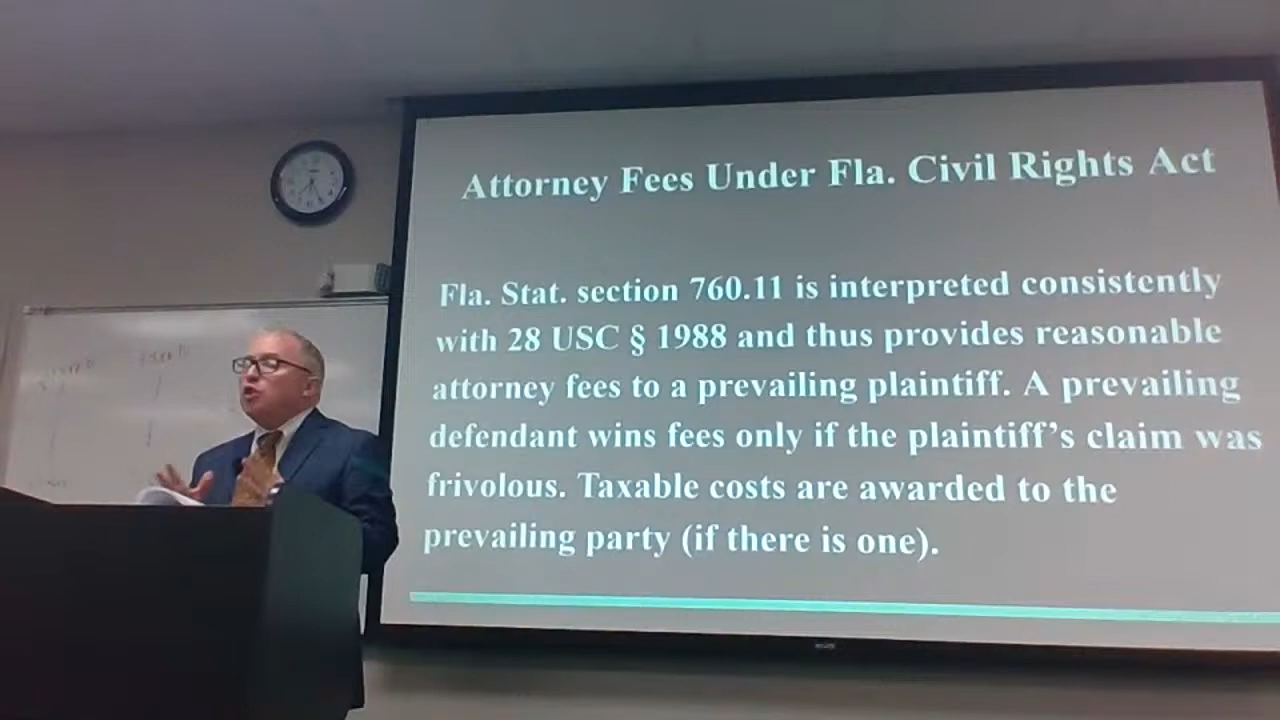 Attorney Fees Under Fla. Civil Rights Act
Fla. Stat. section 760.11 is interpreted consistently
with 28 USC § 1988 and thus provides reasonable
attorney fees to a prevailing plaintiff. A prevailing
defendant wins fees only if the plaintiff’s claim was
frivolous. Taxable costs are awarded to the
prevailing party (if there is one).